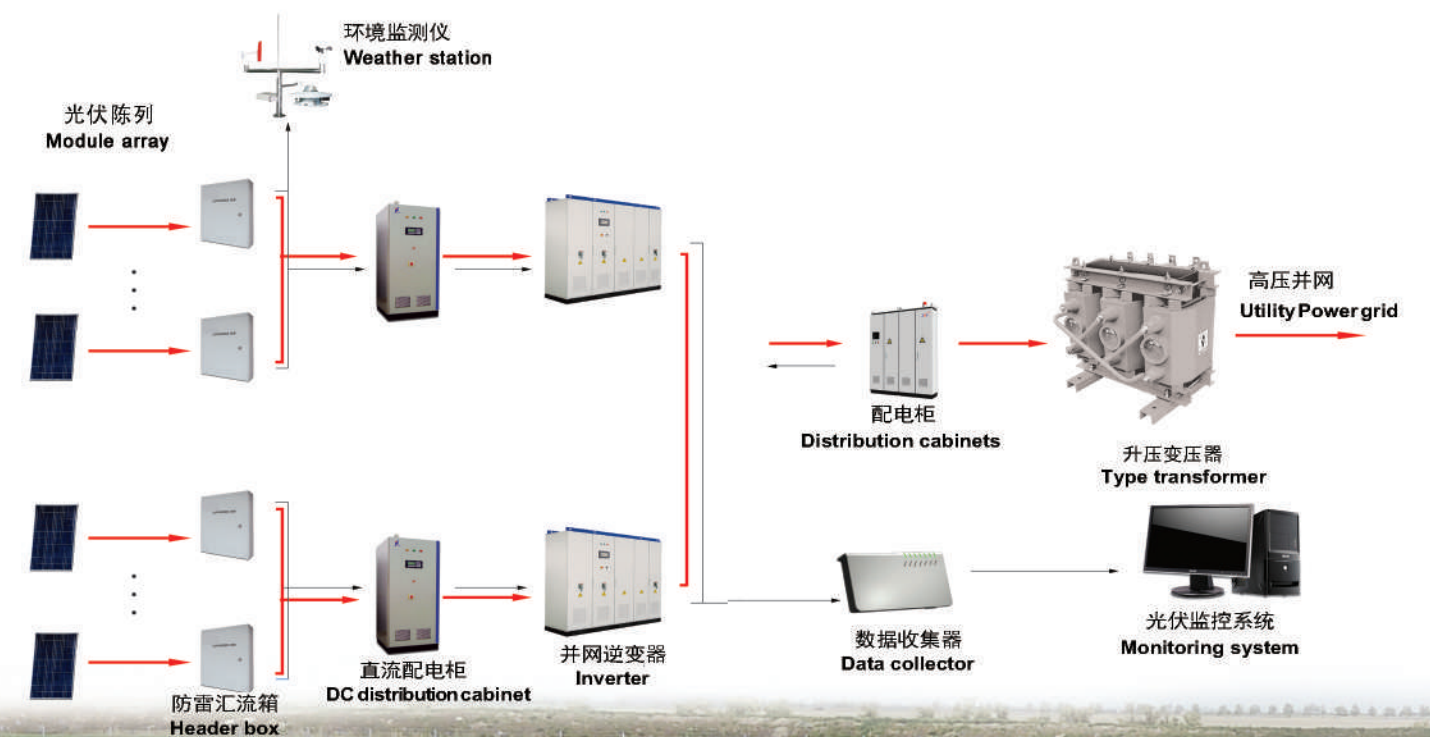 环境监测仪
Weather station
光伏陈列
Module array
高压并网
Utility Power grid
配电柜
Distribution cabinets
升压变压器
Type transformer
防雷汇流箱
Header box
直流配电柜
DC distribution cabinet
并网逆变器
Inverter
数据收集器
Data collector
光伏监控系统
Monitoring system